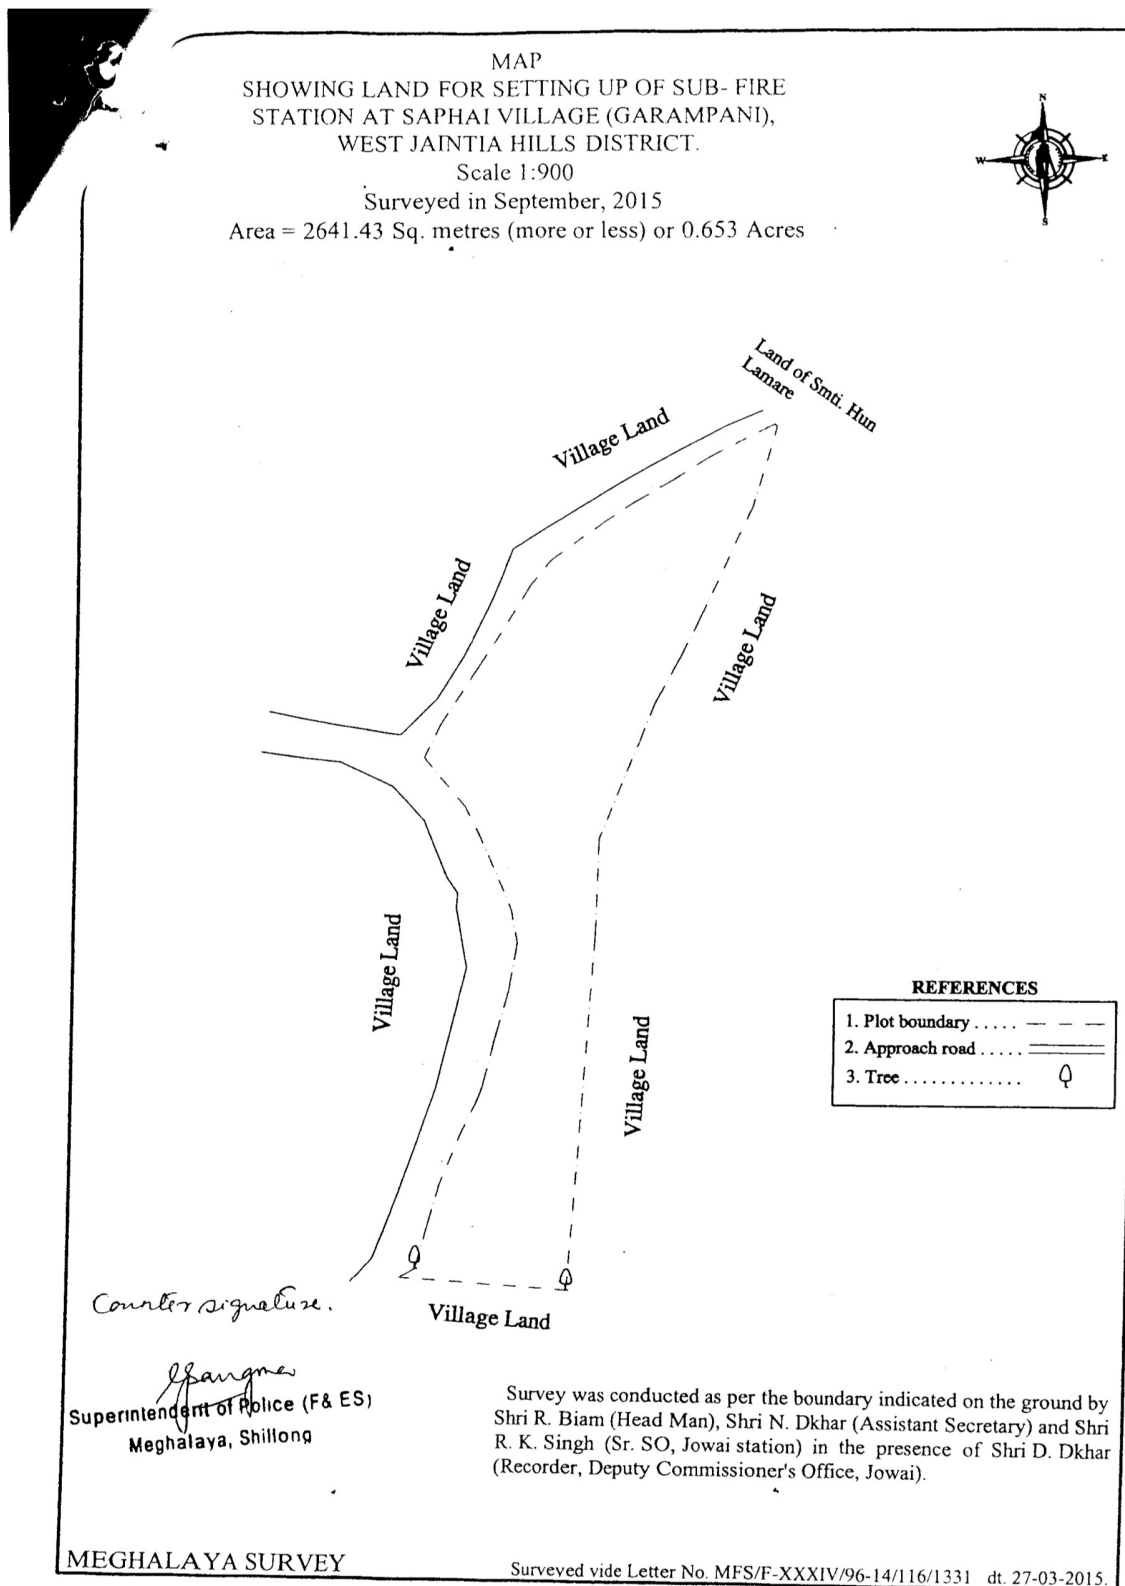 MAP
SHOWING LAND FOR SETTING UP OF SUB- FIRE
STATION AT SAPHAI VILLAGE (GARAMPANI),
WEST JAINTIA HILLS DISTRICT.
Scale 1:900
Surveyed in September, 2015
Area = 2641.43 Sq. metres (more or less) or 0.653 Acres
N
W
E
S
Land of Smti. Hun
Lamare
Village Land
Village Land
Village Land
Village Land
Village Land
REFERENCES
1. Plot boundary .....
2. Approach road .....
3. Tree .............
Village Land
Counter signature.
Superintendent of Police (F& ES)
Meghalaya, Shillong
Survey was conducted as per the boundary indicated on the ground by
Shri R. Biam (Head Man), Shri N. Dkhar (Assistant Secretary) and Shri
R. K. Singh (Sr. SO, Jowai station) in the presence of Shri D. Dkhar
(Recorder, Deputy Commissioner's Office, Jowai).
MEGHALAYA SURVEY
Surveyed vide Letter No. MFS/F-XXXIV/96-14/116/1331 dt. 27-03-2015.